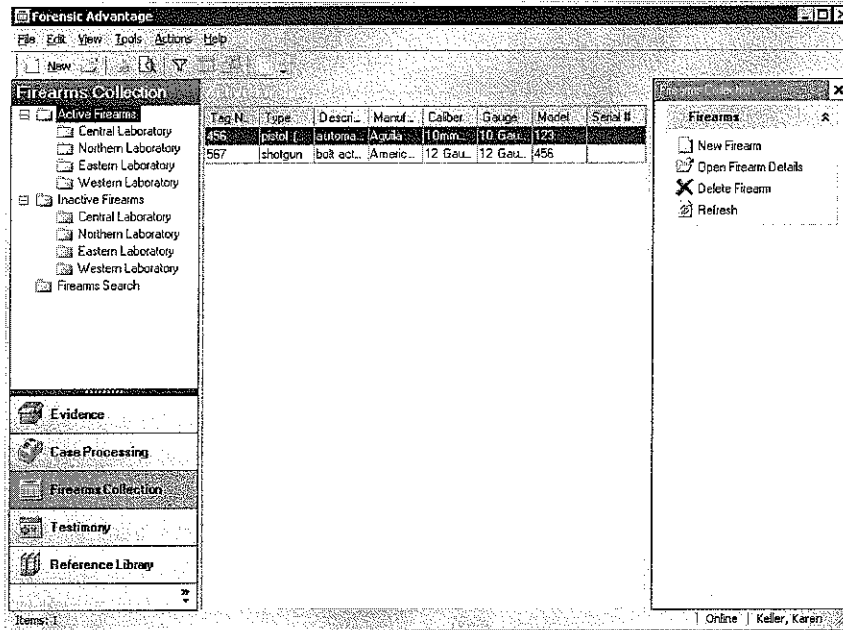 Forensic Advantage
File Edit View Tools Actions Help
New
Firearms Collection
Active Firearms
Central Laboratory
Northern Laboratory
Eastern Laboratory
Western Laboratory
Inactive Firearms
Central Laboratory
Northern Laboratory
Eastern Laboratory
Western Laboratory
Firearms Search
Evidence
Case Processing
Firearms Collection
Testimony
Reference Library
Tag N... Type Descri... Manuf... Caliber Gauge Model Serial #
456 pistol (... automa... Aguila 10mm... 10 Gau... 123
567 shotgun bolt act... Americ... 12 Gau... 12 Gau... 456
Firearms Collection
Firearms
New Firearm
Open Firearm Details
Delete Firearm
Refresh
Items: 1
Online Keller, Karen